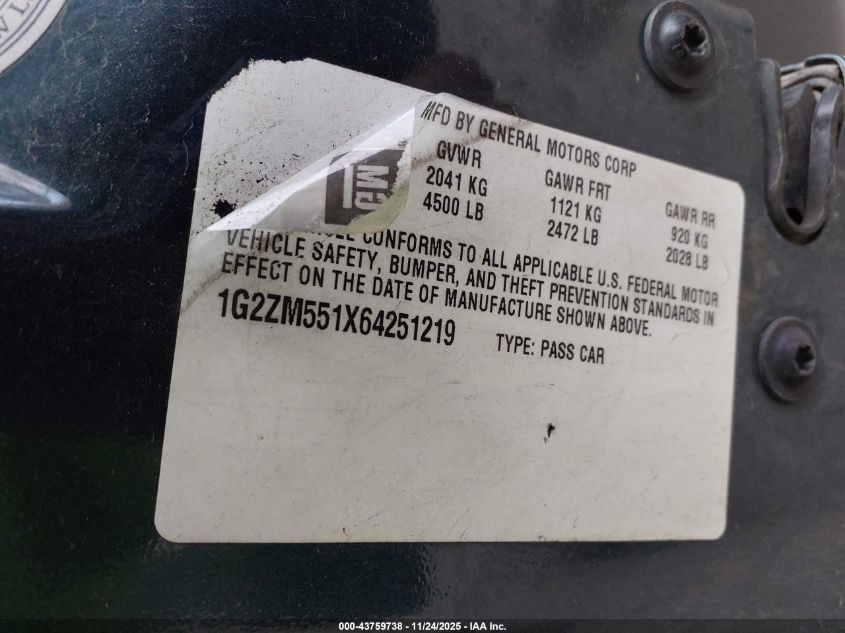 MFD BY GENERAL MOTORS CORP
GVWR GAWR FRT GAWR RR
2041 KG 1121 KG 920 KG
4500 LB 2472 LB 2028 LB
CONFORMS TO ALL APPLICABLE U.S. FEDERAL MOTOR
VEHICLE SAFETY, BUMPER, AND THEFT PREVENTION STANDARDS IN
EFFECT ON THE DATE OF MANUFACTURE SHOWN ABOVE.
1G2ZM551X64251219 TYPE: PASS CAR
000-43759738 - 11/24/2025 - IAA Inc.